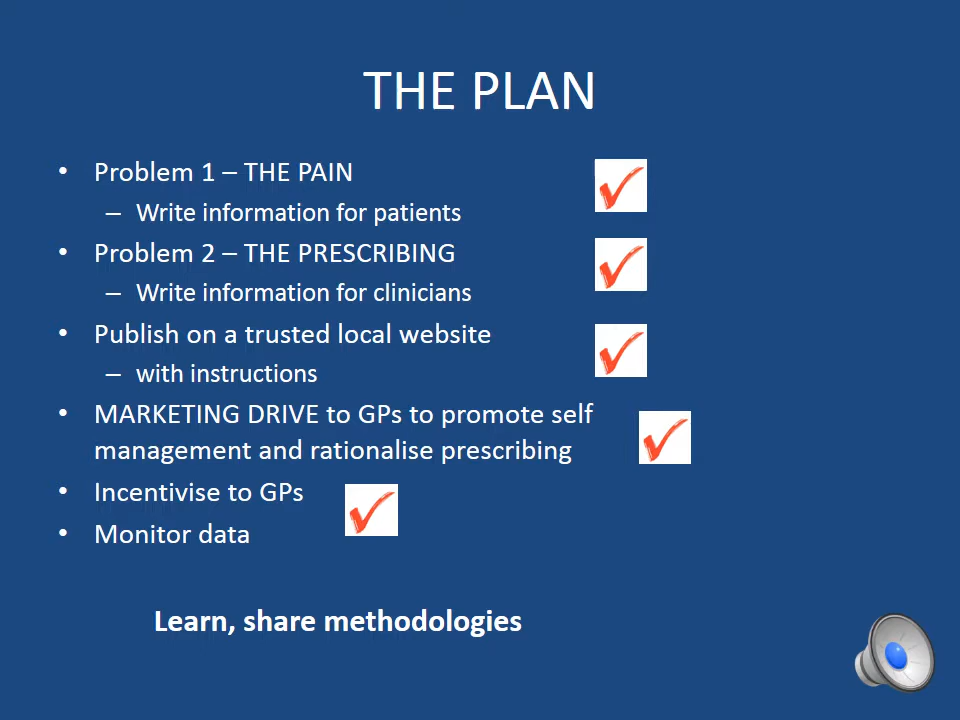 THE PLAN
• Problem 1 – THE PAIN
– Write information for patients
• Problem 2 – THE PRESCRIBING
– Write information for clinicians
• Publish on a trusted local website
– with instructions
• MARKETING DRIVE to GPs to promote self
management and rationalise prescribing
• Incentivise to GPs
• Monitor data
Learn, share methodologies